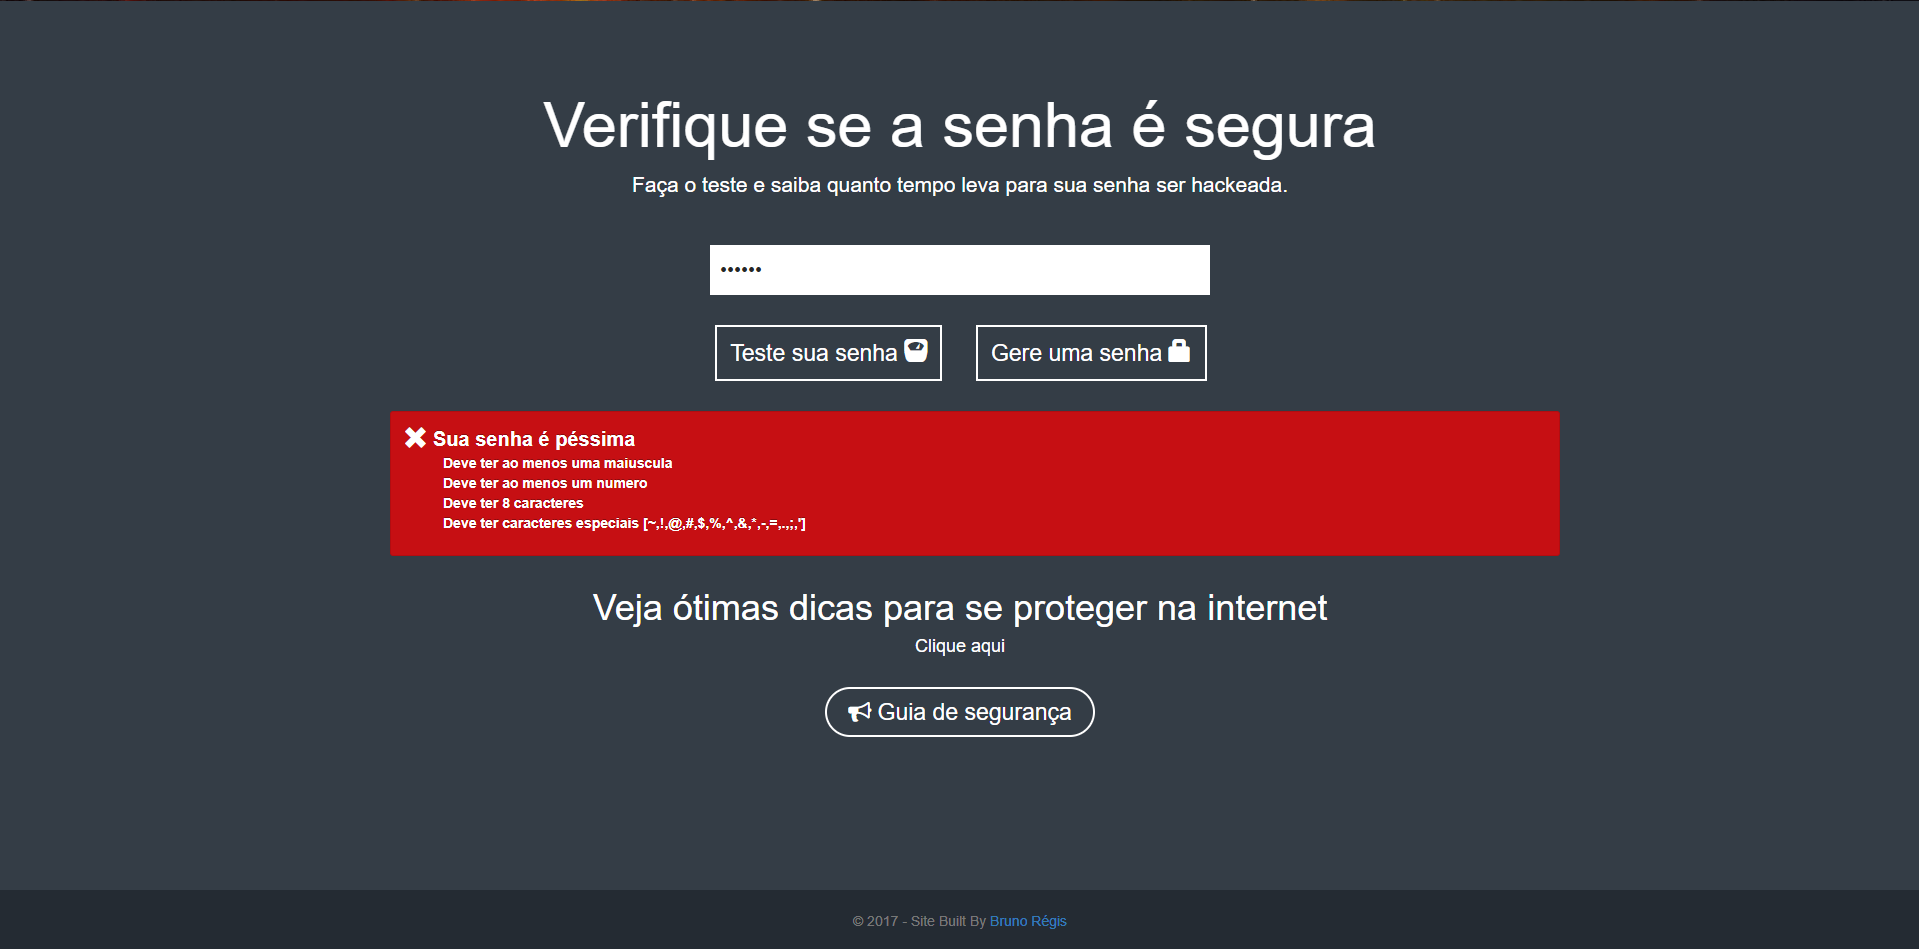 Verifique se a senha é segura
Faça o teste e saiba quanto tempo leva para sua senha ser hackeada.
••••••
Teste sua senha
Gere uma senha
Sua senha é péssima
Deve ter ao menos uma maiuscula
Deve ter ao menos um numero
Deve ter 8 caracteres
Deve ter caracteres especiais [~,!,@,#,$,%,^,&,*,-,=,.,;,']
Veja ótimas dicas para se proteger na internet
Clique aqui
Guia de segurança
© 2017 - Site Built By Bruno Régis